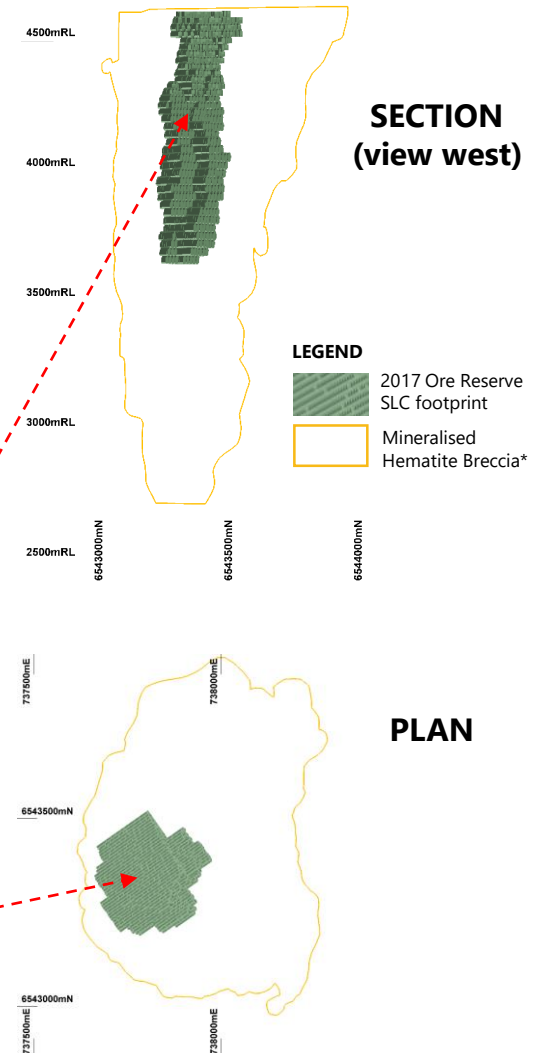 4500mRL
SECTION
(view west)
4000mRL
3500mRL
LEGEND
2017 Ore Reserve
SLC footprint
3000mRL
Mineralised
Hematite Breccia*
2500mRL
6543000mN
6543500mN
6544000mN
737500mE
738000mE
PLAN
6543500mN
6543000mN
737500mE
738000mE